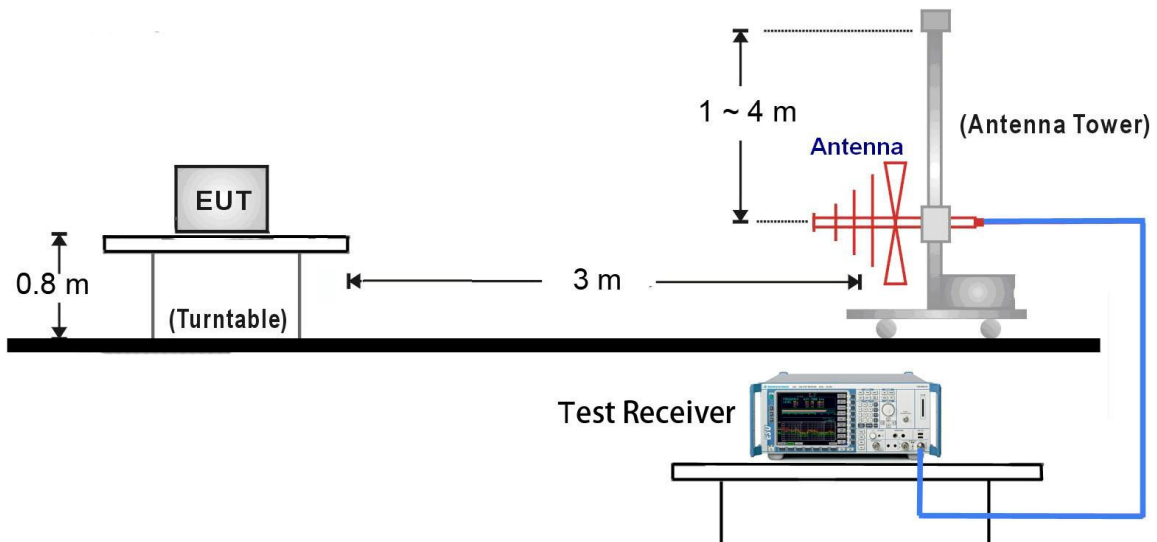 1 ~ 4 m
(Antenna Tower)
Antenna
EUT
0.8 m
3 m
(Turntable)
Test Receiver